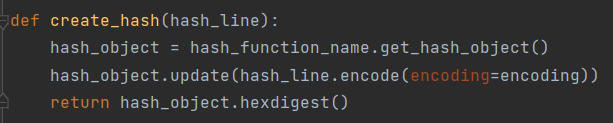 def create_hash(hash_line):
    hash_object = hash_function_name.get_hash_object()
    hash_object.update(hash_line.encode(encoding=encoding))
    return hash_object.hexdigest()